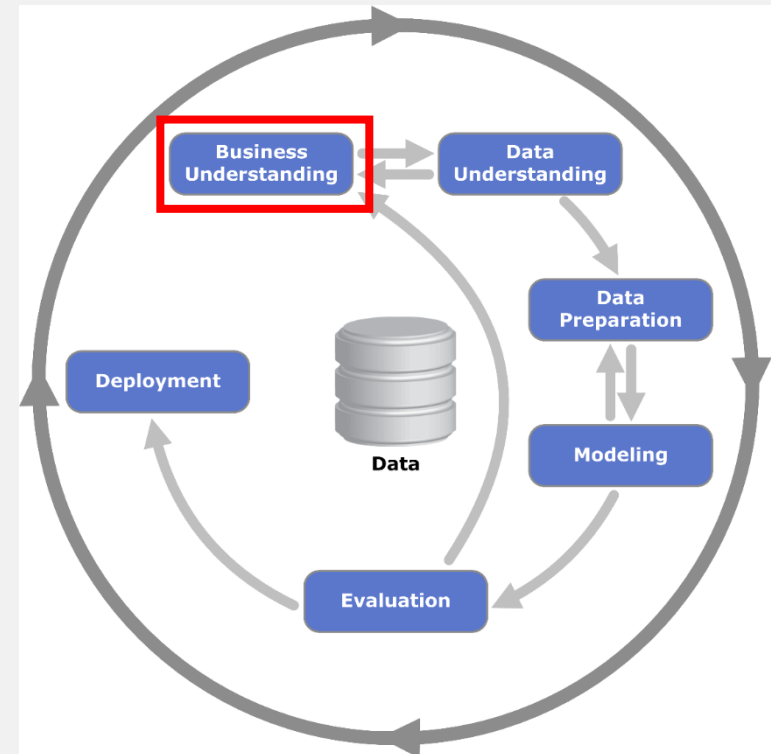 Business
Understanding
Data
Understanding
Data
Preparation
Modeling
Evaluation
Deployment
Data